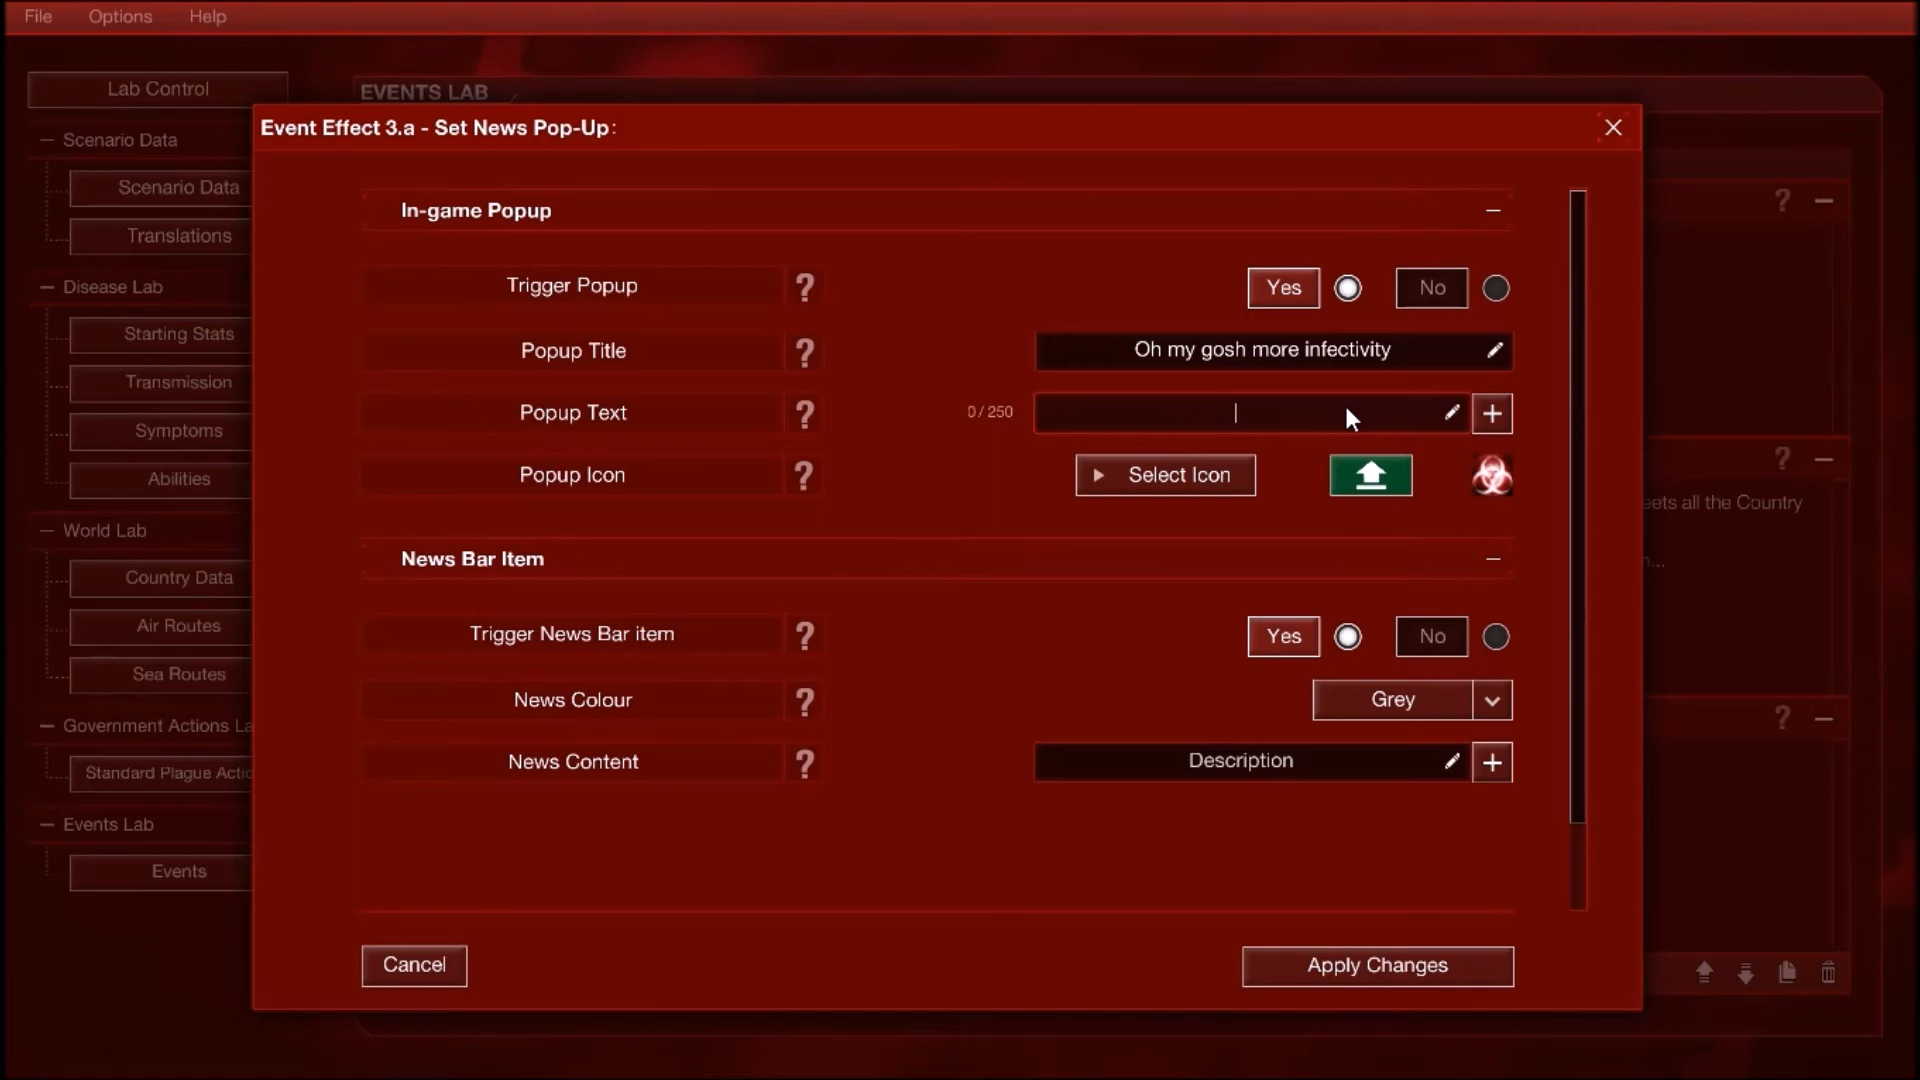 File Options Help
Lab Control
EVENTS LAB
Event Effect 3.a - Set News Pop-Up:
Scenario Data
Scenario Data
Translations
Disease Lab
Starting Stats
Transmission
Symptoms
Abilities
World Lab
Country Data
Air Routes
Sea Routes
Government Actions
Standard Plague
Events Lab
Events
In-game Popup
Trigger Popup ? Yes No
Popup Title ? Oh my gosh more infectivity
Popup Text ? 0/250
Popup Icon ? Select Icon
News Bar Item
Trigger News Bar item ? Yes No
News Colour ? Grey
News Content ? Description
Cancel Apply Changes
?
?
all the Country
?